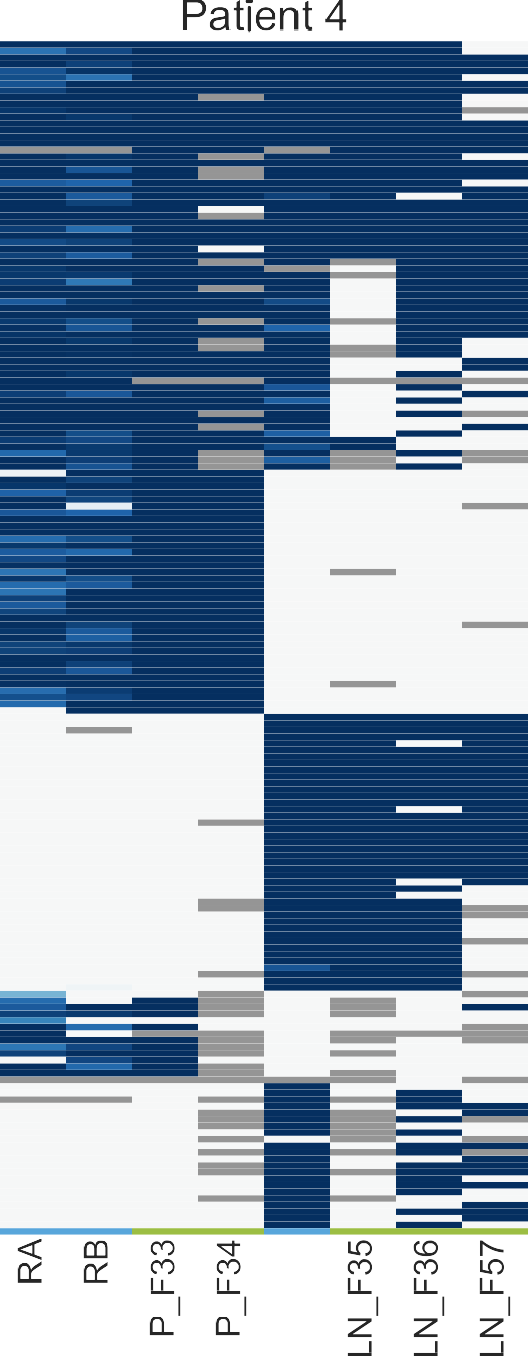 Patient 4
RA
RB
P_F33
P_F34
LN_F35
LN_F36
LN_F57